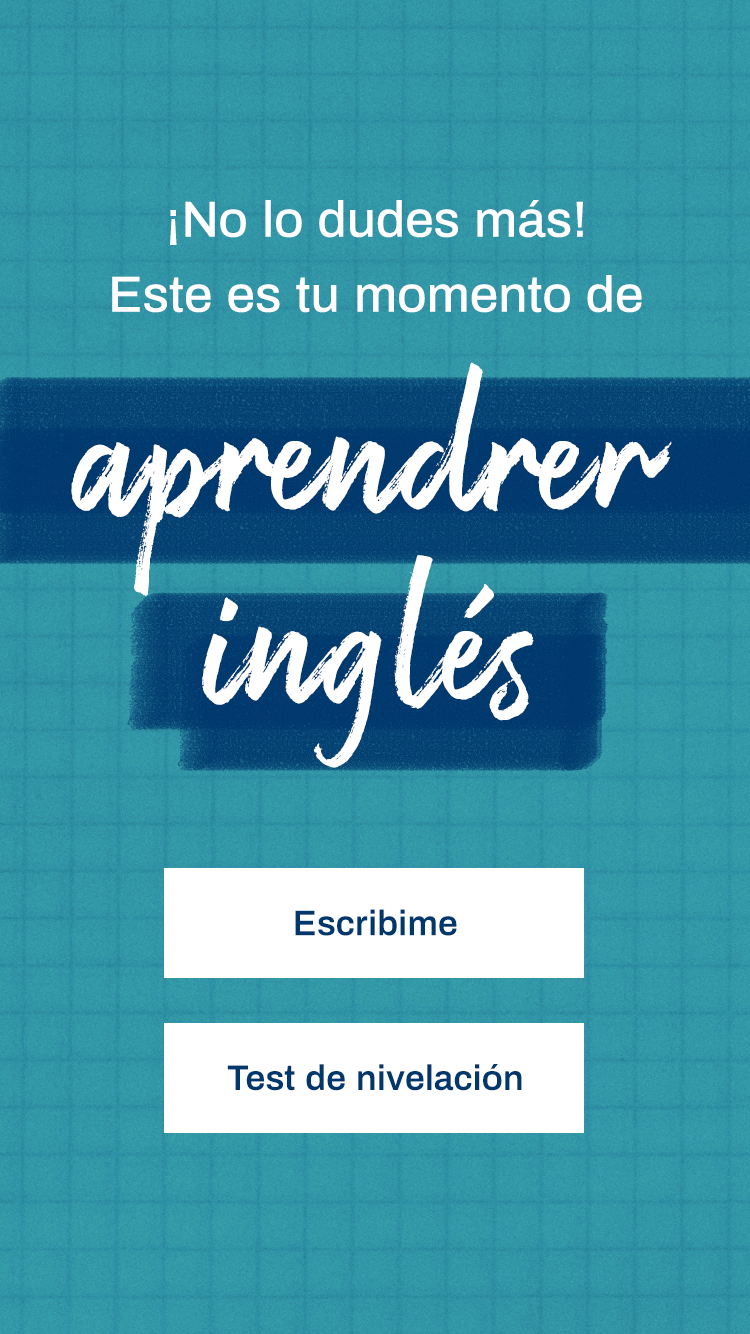 ¡No lo dudes más!
Este es tu momento de
aprendrer
inglés
Escribime
Test de nivelación